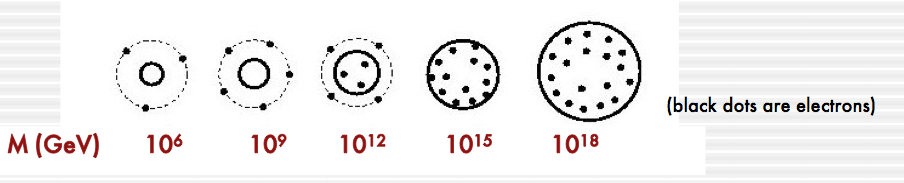 (black dots are electrons)
M (GeV) 10⁶ 10⁹ 10¹² 10¹⁵ 10¹⁸